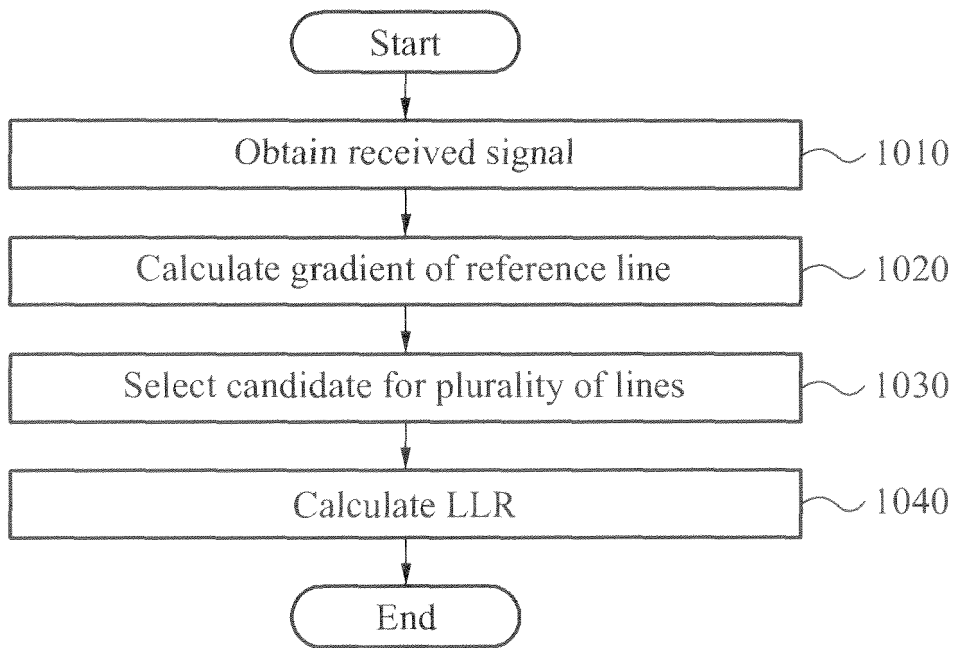 Start
Obtain received signal 1010
Calculate gradient of reference line 1020
Select candidate for plurality of lines 1030
Calculate LLR 1040
End